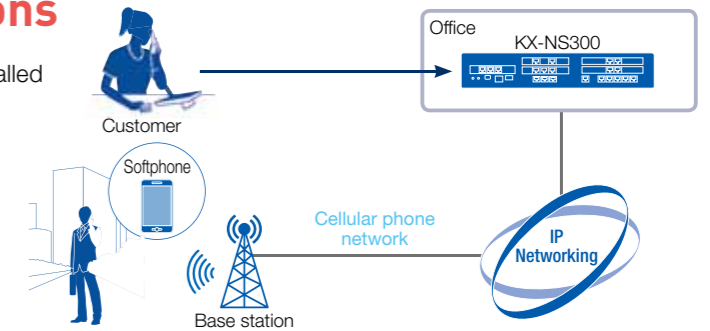 ons
alled
Office
KX-NS300
Customer
Softphone
Cellular phone
network
IP
Networking
Base station